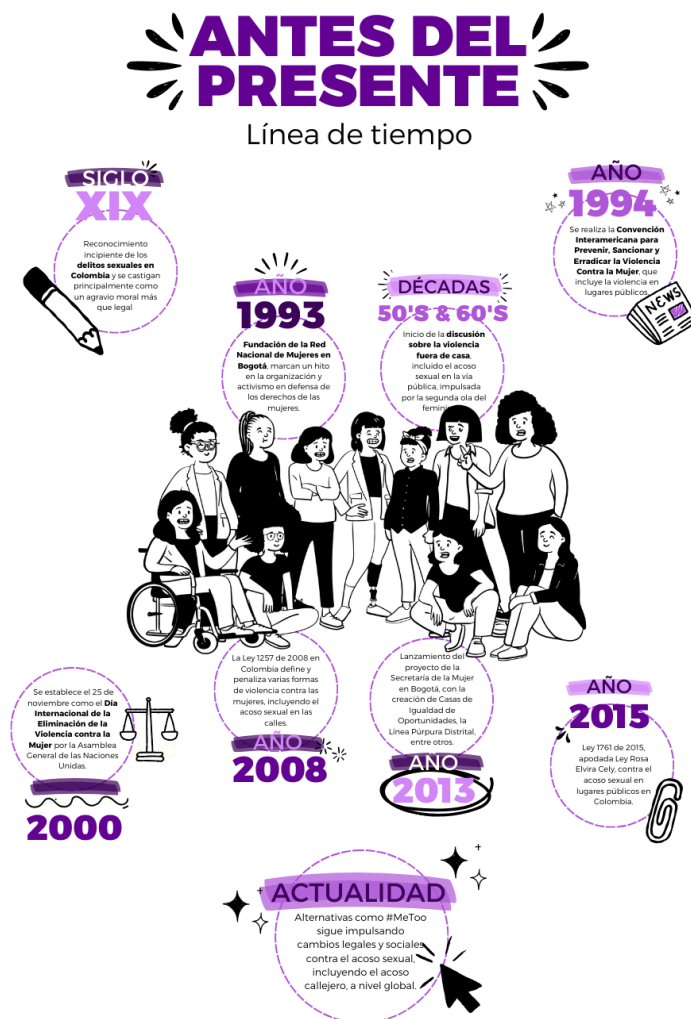 ANTES DEL
PRESENTE
Línea de tiempo
SIGLO
XIX
Reconocimiento
incipiente de los
delitos sexuales en
Colombia y se castigan
principalmente como
un agravio moral más
que legal
AÑO
1993
Fundación de la Red
Nacional de Mujeres en
Bogotá, marcan un hito
en la organización y
activismo en defensa de
los derechos de las
mujeres.
DÉCADAS
50'S & 60'S
Inicio de la discusión
sobre la violencia
fuera de casa,
incluido el acoso
sexual en la vía
pública, impulsada
por la segunda ola del
AÑO
1994
Se realiza la Convención
Interamericana para
Prevenir, Sancionar y
Erradicar la Violencia
Contra la Mujer, que
incluye la violencia en
lugares públicos.
NEWS
Se establece el 25 de
noviembre como el Día
Internacional de la
Eliminación de la
Violencia contra la
Mujer por la Asamblea
General de las Naciones
Unidas.
2000
La Ley 1257 de 2008 en
Colombia define y
penaliza varias formas
de violencia contra las
mujeres, incluyendo el
acoso sexual en las
calles.
AÑO
2008
Lanzamiento del
proyecto de la
Secretaría de la Mujer
en Bogotá, con la
creación de Casas de
Igualdad de
Oportunidades, la
Línea Púrpura Distrital,
entre otros.
AÑO
2013
AÑO
2015
Ley 1761 de 2015,
apodada Ley Rosa
Elvira Cely, contra el
acoso sexual en
lugares públicos en
Colombia.
ACTUALIDAD
Alternativas como #MeToo
sigue impulsando
cambios legales y sociales
contra el acoso sexual,
incluyendo el acoso
callejero, a nivel global.